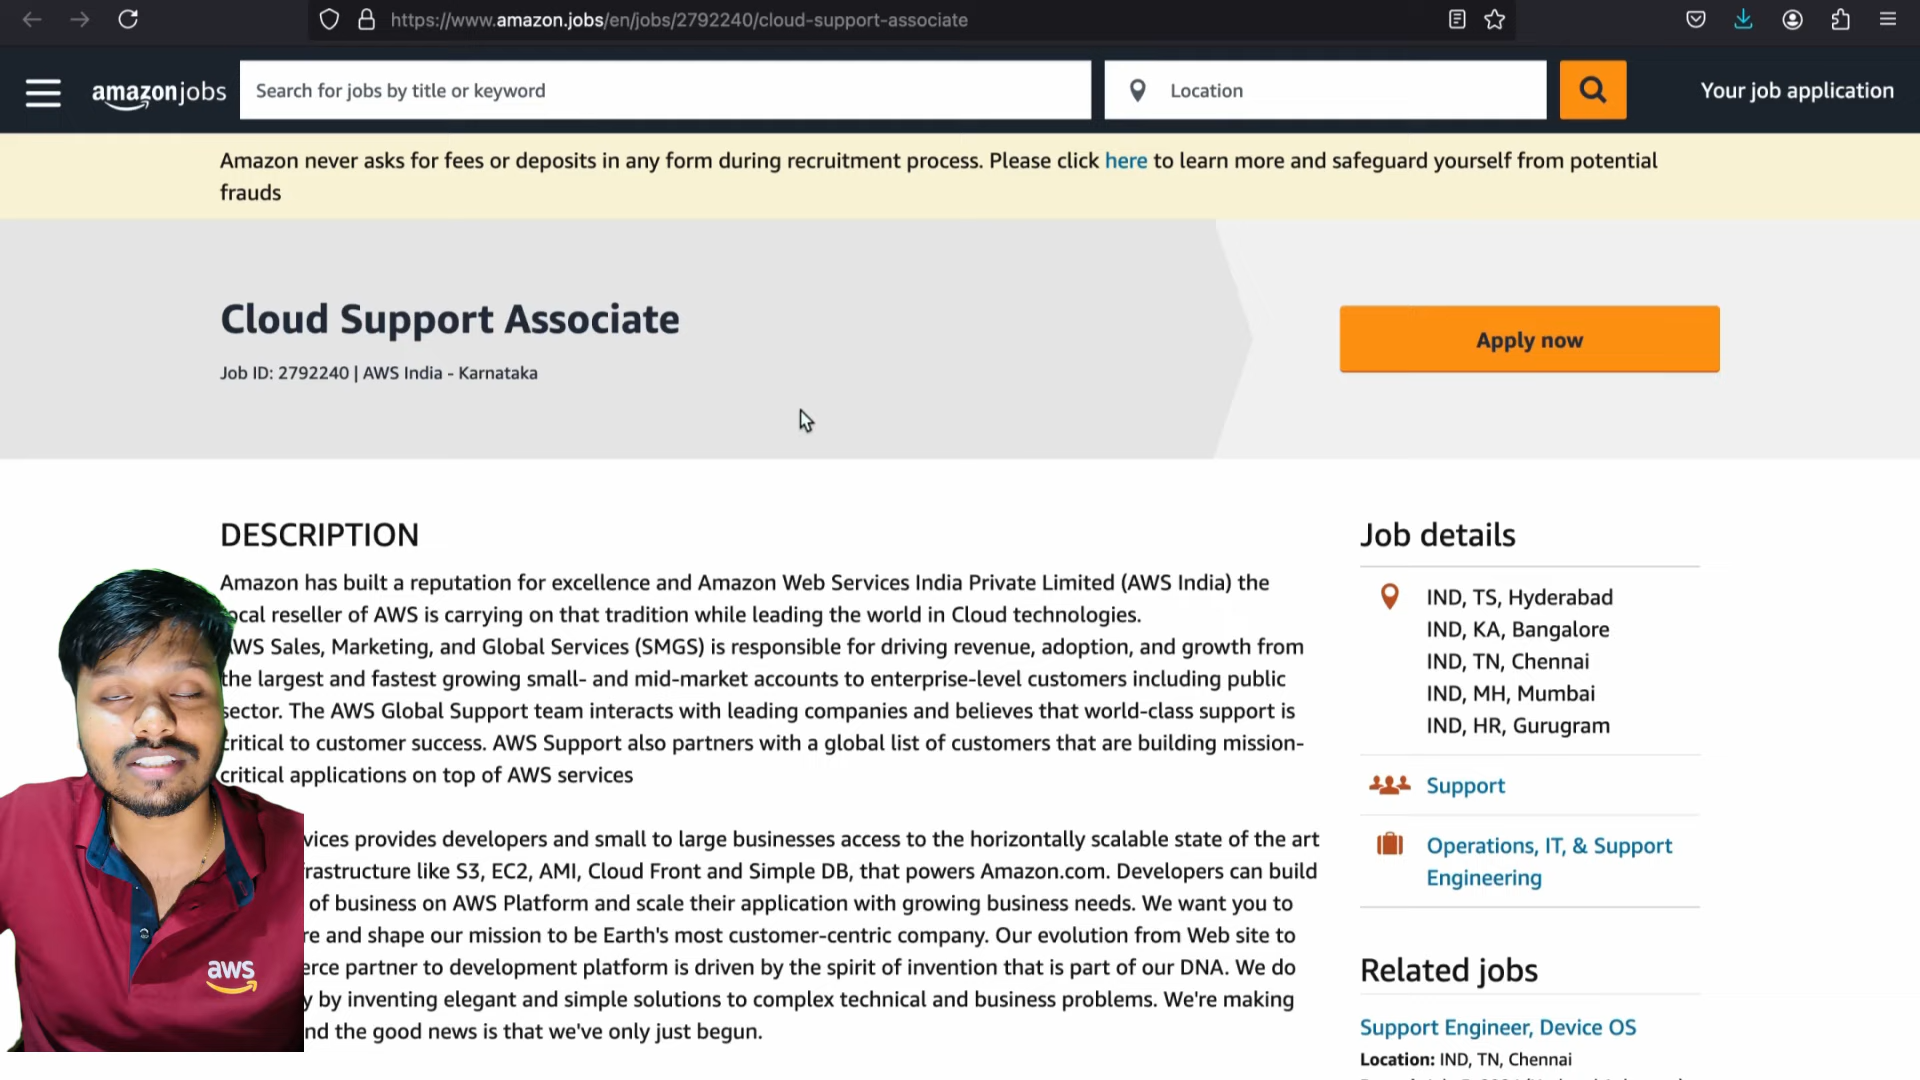 https://www.amazon.jobs/en/jobs/2792240/cloud-support-associate
amazonjobs
Search for jobs by title or keyword
Location
Your job application
Amazon never asks for fees or deposits in any form during recruitment process. Please click here to learn more and safeguard yourself from potential
frauds
Cloud Support Associate
Job ID: 2792240 | AWS India - Karnataka
Apply now
DESCRIPTION
Amazon has built a reputation for excellence and Amazon Web Services India Private Limited (AWS India) the
ocal reseller of AWS is carrying on that tradition while leading the world in Cloud technologies.
AWS Sales, Marketing, and Global Services (SMGS) is responsible for driving revenue, adoption, and growth from
the largest and fastest growing small- and mid-market accounts to enterprise-level customers including public
sector. The AWS Global Support team interacts with leading companies and believes that world-class support is
critical to customer success. AWS Support also partners with a global list of customers that are building mission-
critical applications on top of AWS services
vices provides developers and small to large businesses access to the horizontally scalable state of the art
rastructure like S3, EC2, AMI, Cloud Front and Simple DB, that powers Amazon.com. Developers can build
of business on AWS Platform and scale their application with growing business needs. We want you to
re and shape our mission to be Earth's most customer-centric company. Our evolution from Web site to
erce partner to development platform is driven by the spirit of invention that is part of our DNA. We do
y by inventing elegant and simple solutions to complex technical and business problems. We're making
nd the good news is that we've only just begun.
aws
Job details
IND, TS, Hyderabad
IND, KA, Bangalore
IND, TN, Chennai
IND, MH, Mumbai
IND, HR, Gurugram
Support
Operations, IT, & Support
Engineering
Related jobs
Support Engineer, Device OS
Location: IND, TN, Chennai